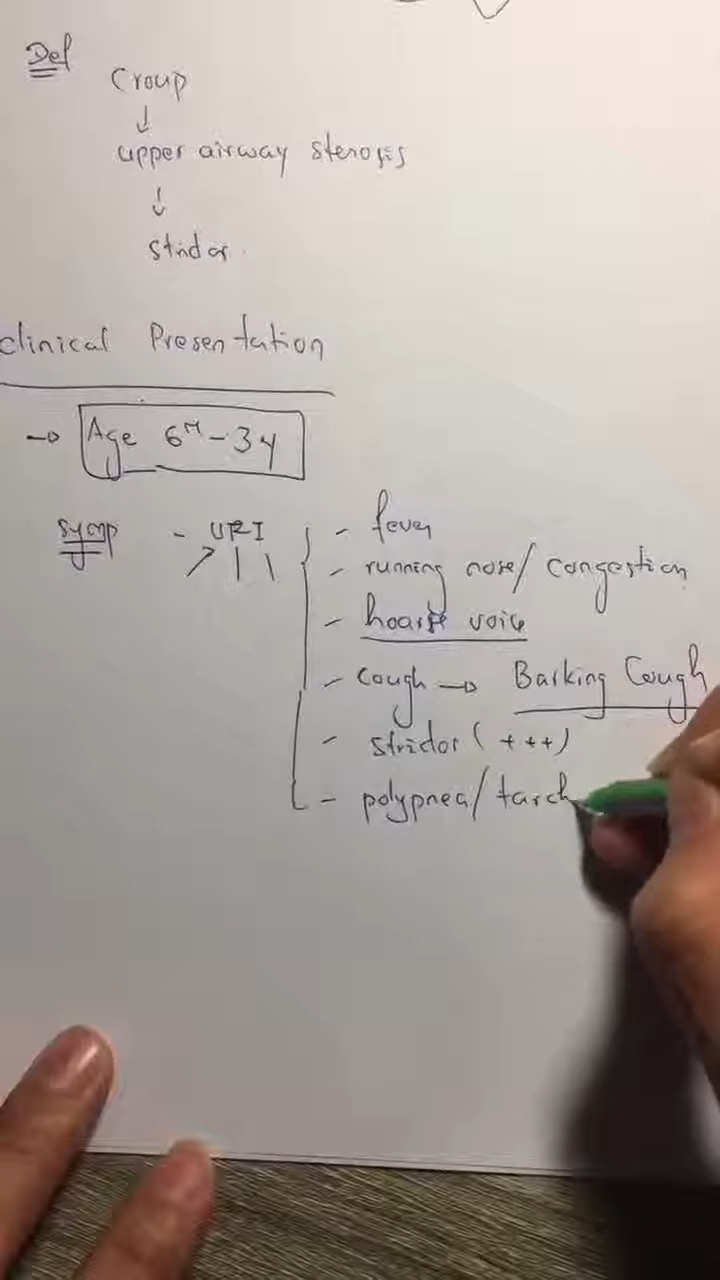 Def
Croup
↓
upper airway stenosis
↓
stridor
clinical Presentation
→ Age 6M - 3y
Symp - URI
- fever
- running nose/ congestion
- hoarse voice
- cough → Barking Cough
- stridor ( + ++)
- polypnea/ tarch